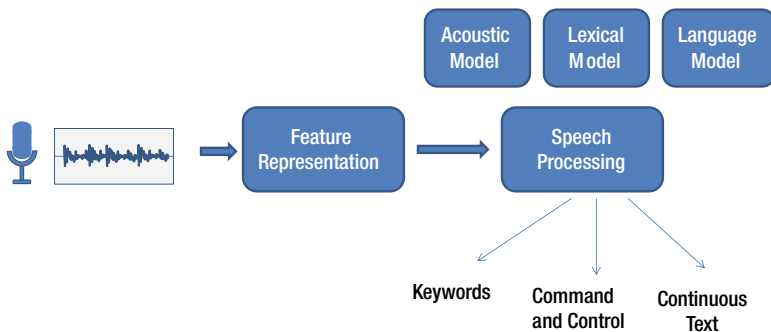 Acoustic
Model
Lexical
Model
Language
Model
Feature
Representation
Speech
Processing
Keywords
Command
and Control
Continuous
Text